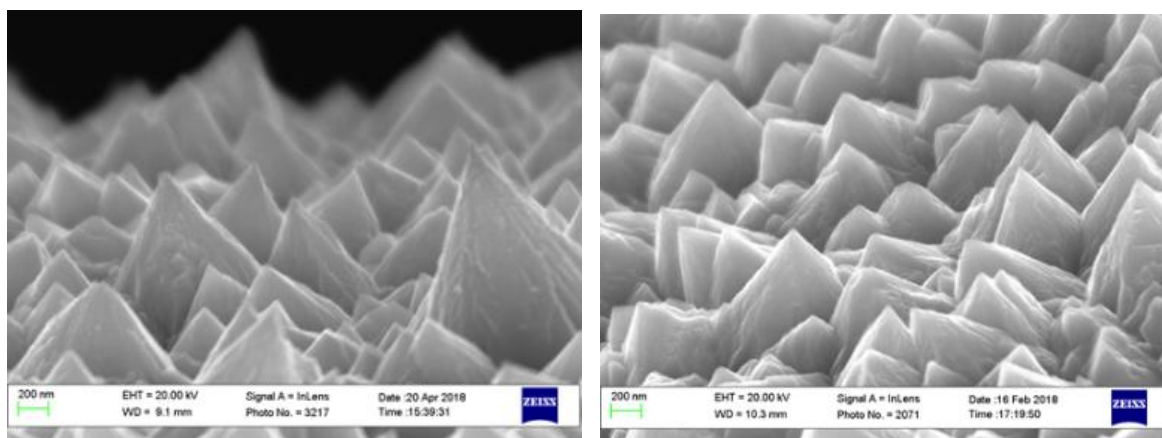 200 nm EHT = 20.00 kV Signal A = InLens Date :20 Apr 2018 ZEISS
WD = 9.1 mm Photo No. = 3217 Time :15:39:31
200 nm EHT = 20.00 kV Signal A = InLens Date :16 Feb 2018 ZEISS
WD = 10.3 mm Photo No. = 2071 Time :17:19:50